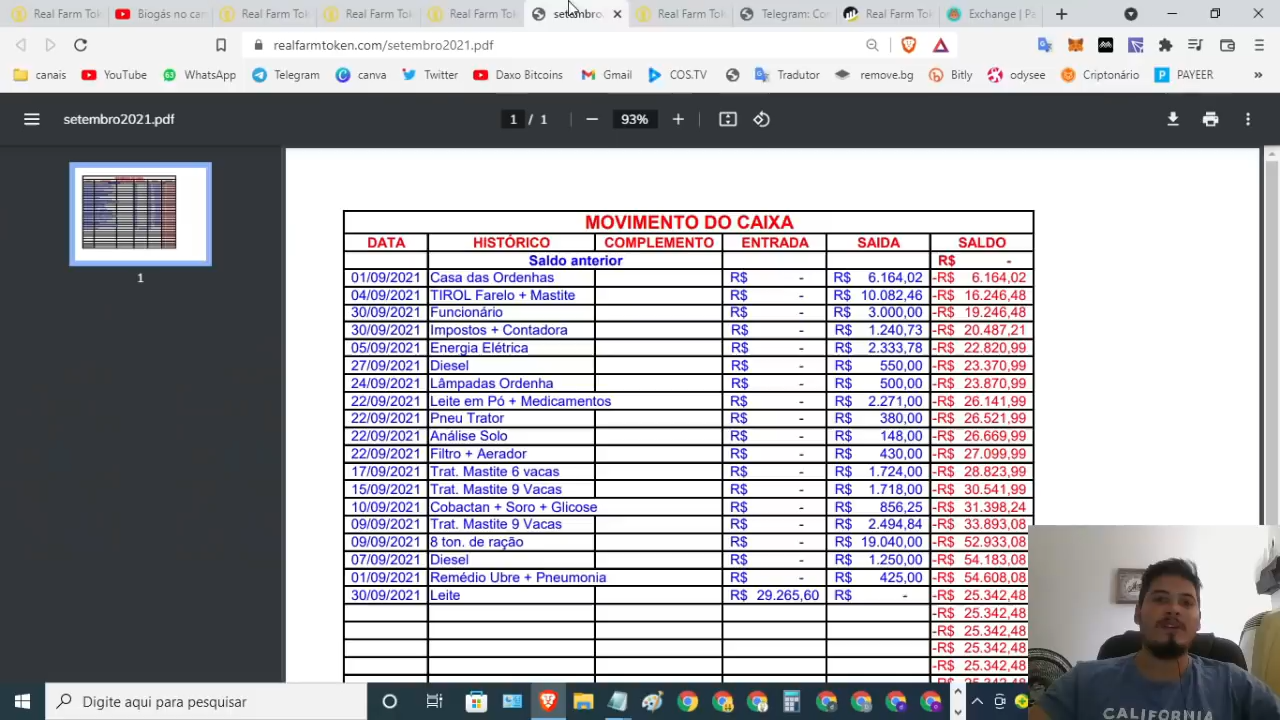 Real Farm Tok
Biogás no car
Real Farm Tok
Real Farm Tok
Real Farm Tok
setembro
Real Farm Tok
Telegram: Con
Real Farm Tok
Exchange | Pa
realfarmtoken.com/setembro2021.pdf
canais YouTube WhatsApp Telegram canva Twitter Daxo Bitcoins Gmail COS.TV Tradutor remove.bg Bitly odysee Criptonário PAYEER »
setembro2021.pdf 1 / 1 93%
1
MOVIMENTO DO CAIXA
DATA HISTÓRICO COMPLEMENTO ENTRADA SAIDA SALDO
Saldo anterior R$ -
01/09/2021 Casa das Ordenhas R$ - R$ 6.164,02 -R$ 6.164,02
04/09/2021 TIROL Farelo + Mastite R$ - R$ 10.082,46 -R$ 16.246,48
30/09/2021 Funcionário R$ - R$ 3.000,00 -R$ 19.246,48
30/09/2021 Impostos + Contadora R$ - R$ 1.240,73 -R$ 20.487,21
05/09/2021 Energia Elétrica R$ - R$ 2.333,78 -R$ 22.820,99
27/09/2021 Diesel R$ - R$ 550,00 -R$ 23.370,99
24/09/2021 Lâmpadas Ordenha R$ - R$ 500,00 -R$ 23.870,99
22/09/2021 Leite em Pó + Medicamentos R$ - R$ 2.271,00 -R$ 26.141,99
22/09/2021 Pneu Trator R$ - R$ 380,00 -R$ 26.521,99
22/09/2021 Análise Solo R$ - R$ 148,00 -R$ 26.669,99
22/09/2021 Filtro + Aerador R$ - R$ 430,00 -R$ 27.099,99
17/09/2021 Trat. Mastite 6 vacas R$ - R$ 1.724,00 -R$ 28.823,99
15/09/2021 Trat. Mastite 9 Vacas R$ - R$ 1.718,00 -R$ 30.541,99
10/09/2021 Cobactan + Soro + Glicose R$ - R$ 856,25 -R$ 31.398,24
09/09/2021 Trat. Mastite 9 Vacas R$ - R$ 2.494,84 -R$ 33.893,08
09/09/2021 8 ton. de ração R$ - R$ 19.040,00 -R$ 52.933,08
07/09/2021 Diesel R$ - R$ 1.250,00 -R$ 54.183,08
01/09/2021 Remédio Ubre + Pneumonia R$ - R$ 425,00 -R$ 54.608,08
30/09/2021 Leite R$ 29.265,60 R$ - -R$ 25.342,48
-R$ 25.342,48
-R$ 25.342,48
-R$ 25.342,48
-R$ 25.342,48
CALIFORNIA
Digite aqui para pesquisar